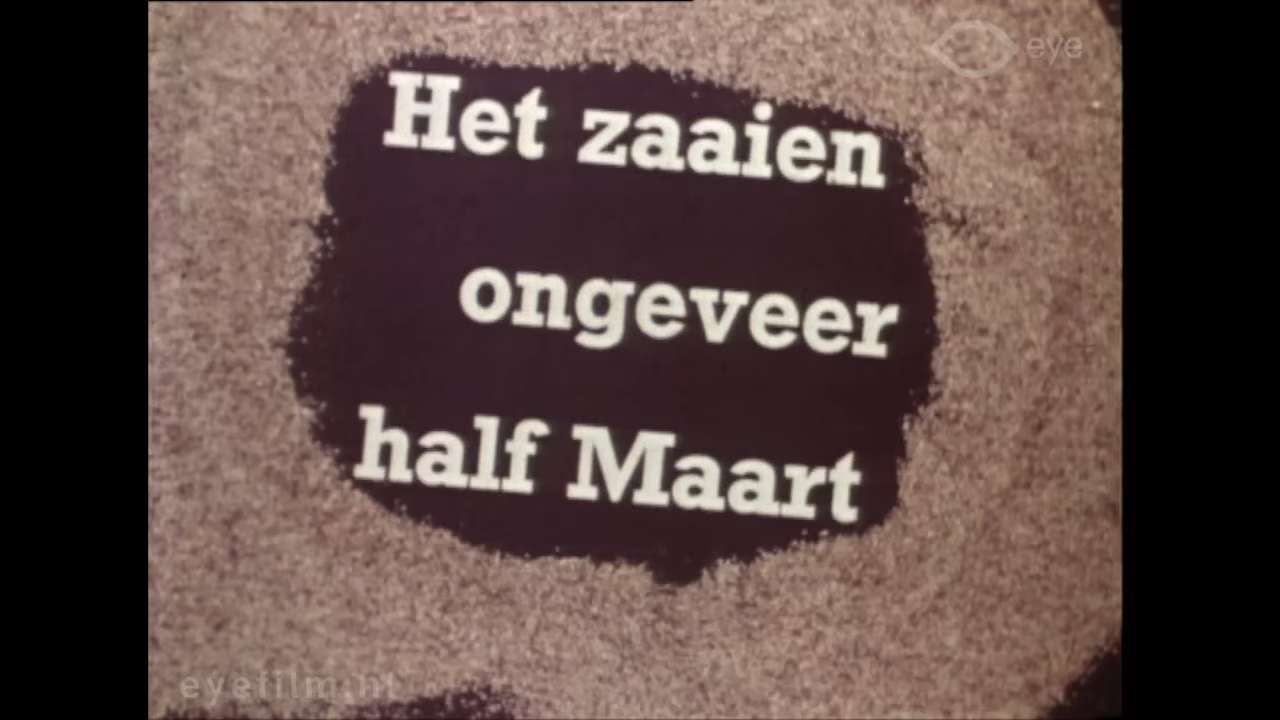 eye
Het zaaien
ongeveer
half Maart
eyefilm.nl